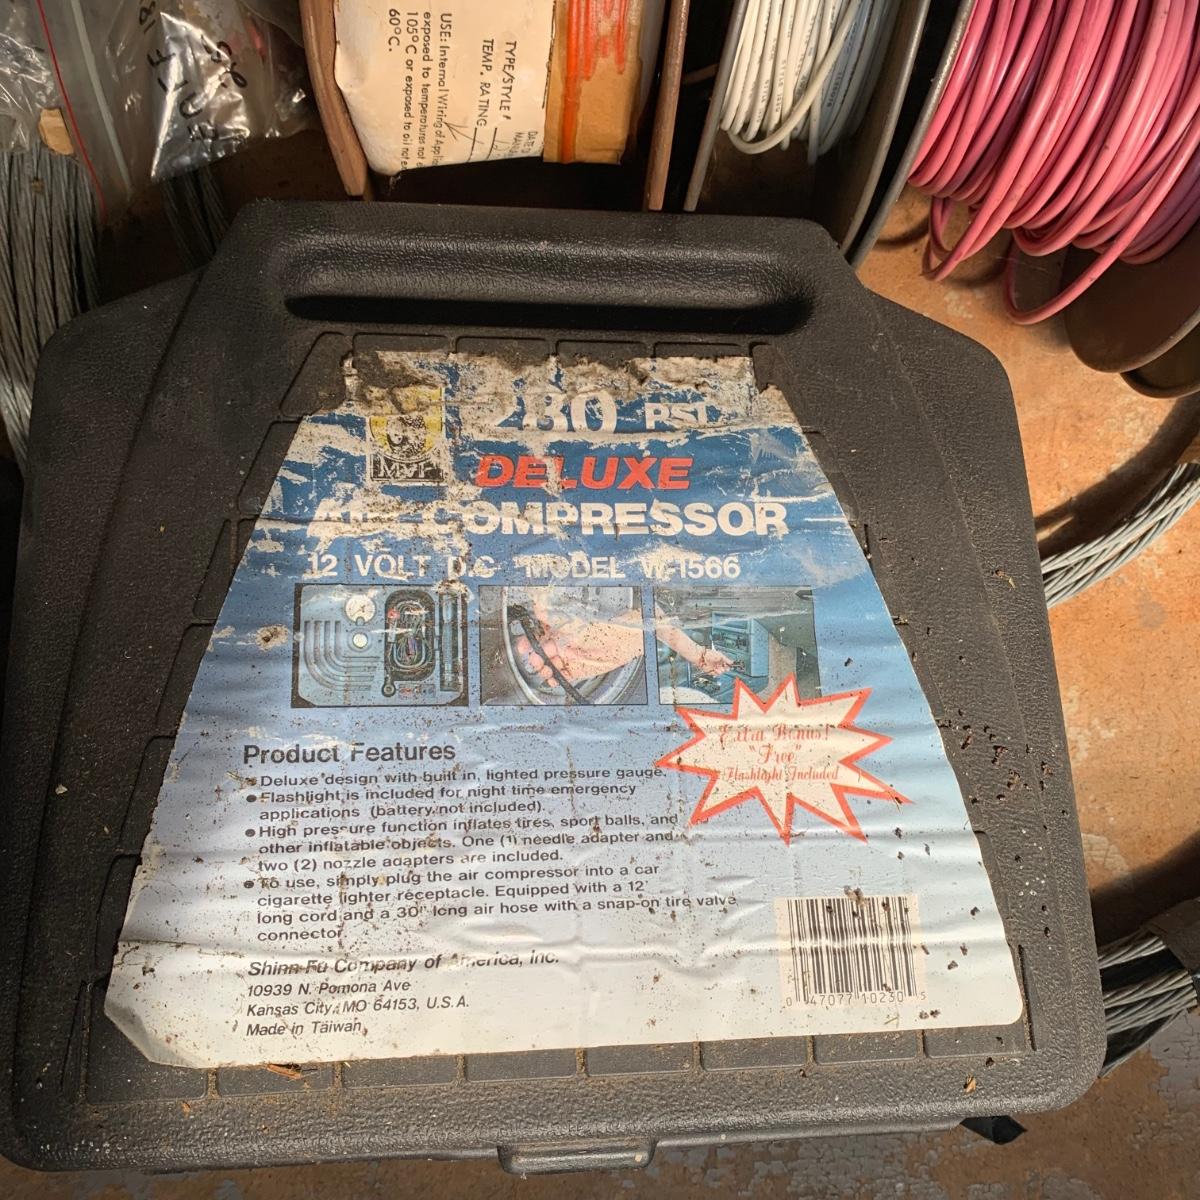 TYPE/STYLE
TEMP. RATING
USE: Internal Wiring of
exposed to temperatures not
105°C or exposed to oil not
60°C.
280 PSI
MVP
DELUXE
AIR COMPRESSOR
12 VOLT D.C MODEL W-1566
Extra Bonus!
"Free"
Flashlight Included
Product Features
• Deluxe design with built in, lighted pressure gauge.
• Flashlight is included for night time emergency
applications (battery not included).
• High pressure function inflates tires, sport balls, and
other inflatable objects. One (1) needle adapter and
two (2) nozzle adapters are included.
• To use, simply plug the air compressor into a car
cigarette lighter receptacle. Equipped with a 12'
long cord and a 30" long air hose with a snap-on tire valve
connector.
Shinn Fu Company of America, Inc.
10939 N. Pomona Ave
Kansas City, MO 64153, U.S.A.
Made in Taiwan
0 47077 10230 5